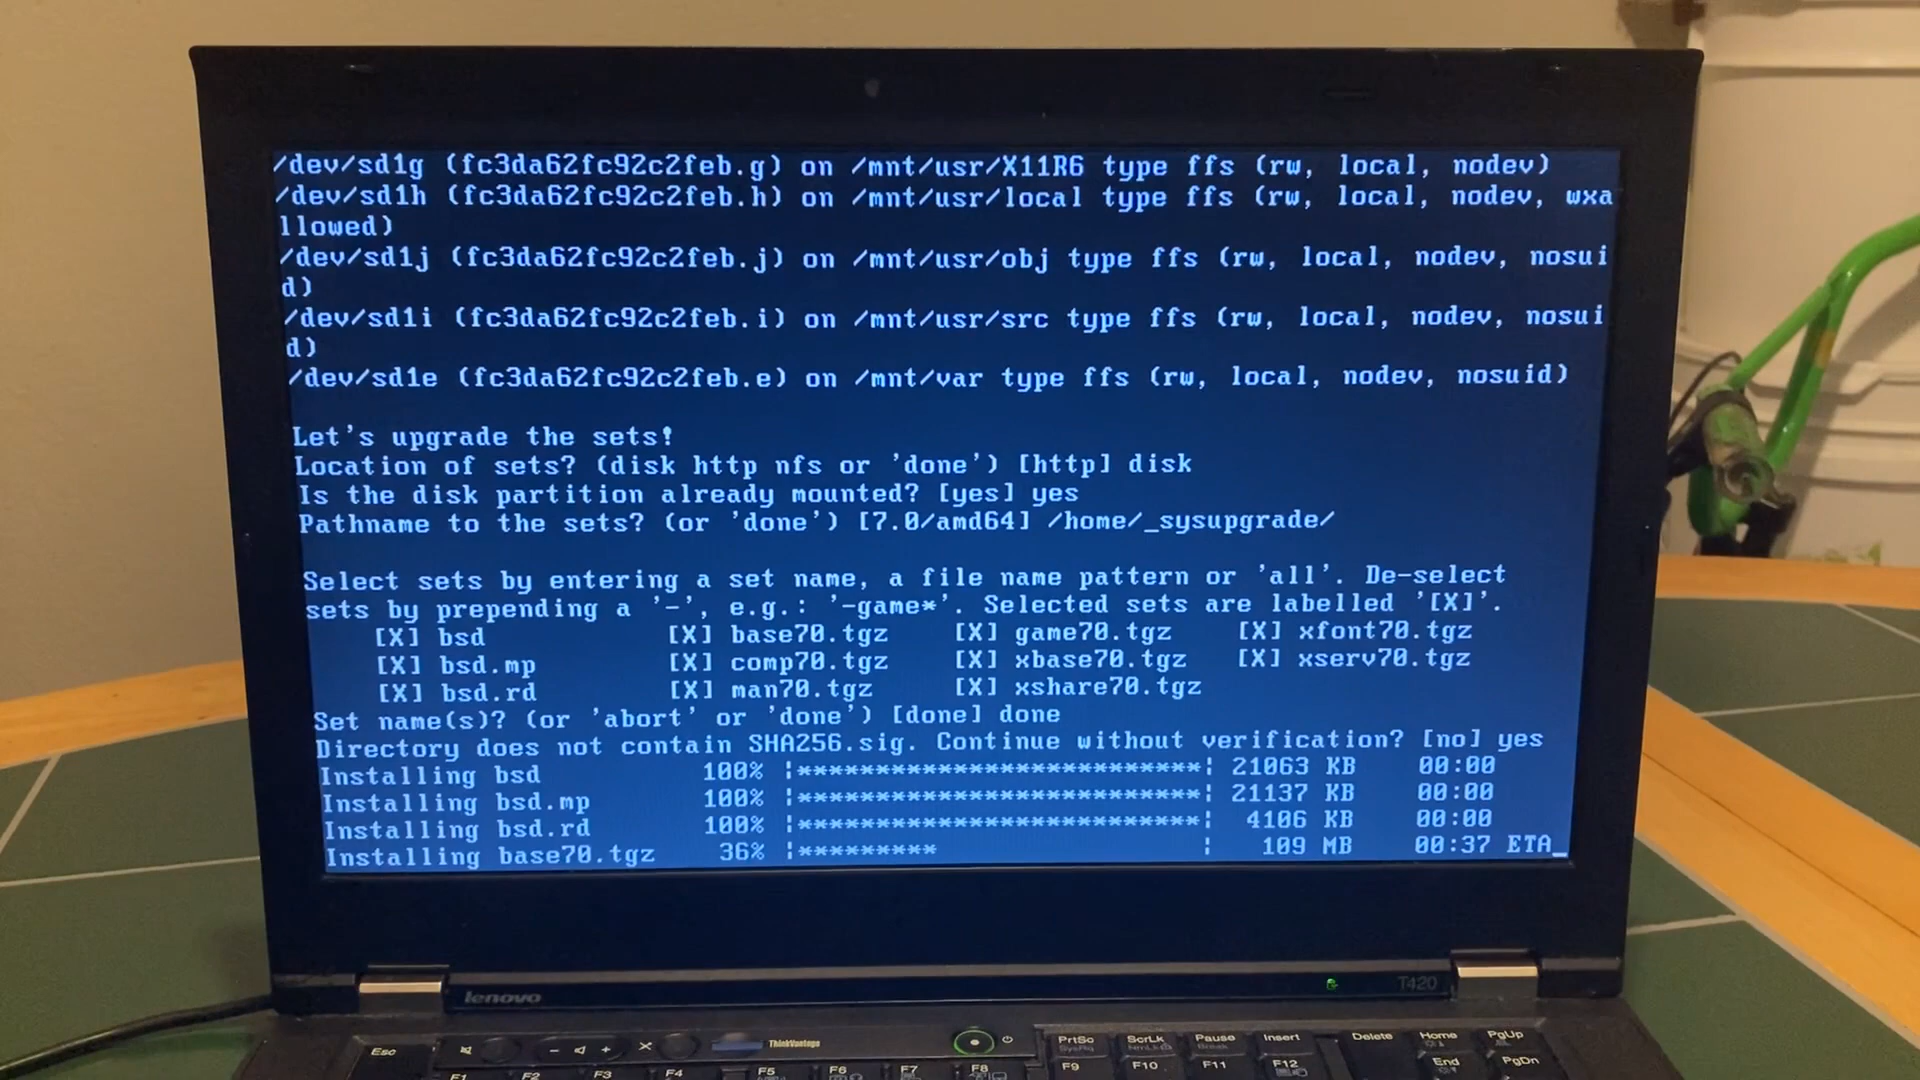 /dev/sd1g (fc3da62fc92c2feb.g) on /mnt/usr/X11R6 type ffs (rw, local, nodev)
/dev/sd1h (fc3da62fc92c2feb.h) on /mnt/usr/local type ffs (rw, local, nodev, wxa
llowed)
/dev/sd1j (fc3da62fc92c2feb.j) on /mnt/usr/obj type ffs (rw, local, nodev, nosui
d)
/dev/sd1i (fc3da62fc92c2feb.i) on /mnt/usr/src type ffs (rw, local, nodev, nosui
d)
/dev/sd1e (fc3da62fc92c2feb.e) on /mnt/var type ffs (rw, local, nodev, nosuid)
Let's upgrade the sets!
Location of sets? (disk http nfs or 'done') [http] disk
Is the disk partition already mounted? [yes] yes
Pathname to the sets? (or 'done') [7.0/amd64] /home/_sysupgrade/
Select sets by entering a set name, a file name pattern or 'all'. De-select
sets by prepending a '-', e.g.: '-game*'. Selected sets are labelled '[X]'.
[X] bsd [X] base70.tgz [X] game70.tgz [X] xfont70.tgz
[X] bsd.mp [X] comp70.tgz [X] xbase70.tgz [X] xserv70.tgz
[X] bsd.rd [X] man70.tgz [X] xshare70.tgz
Set name(s)? (or 'abort' or 'done') [done] done
Directory does not contain SHA256.sig. Continue without verification? [no] yes
Installing bsd 100% |**************************| 21063 KB 00:00
Installing bsd.mp 100% |**************************| 21137 KB 00:00
Installing bsd.rd 100% |**************************| 4106 KB 00:00
Installing base70.tgz 36% |********* | 109 MB 00:37 ETA_
lenovo T420
Esc ThinkVantage PrtSc ScrLk Pause Insert Delete Home PgUp
SysRq NmLk Break
F1 F2 F3 F4 F5 F6 F7 F8 F9 F10 F11 F12 End PgDn